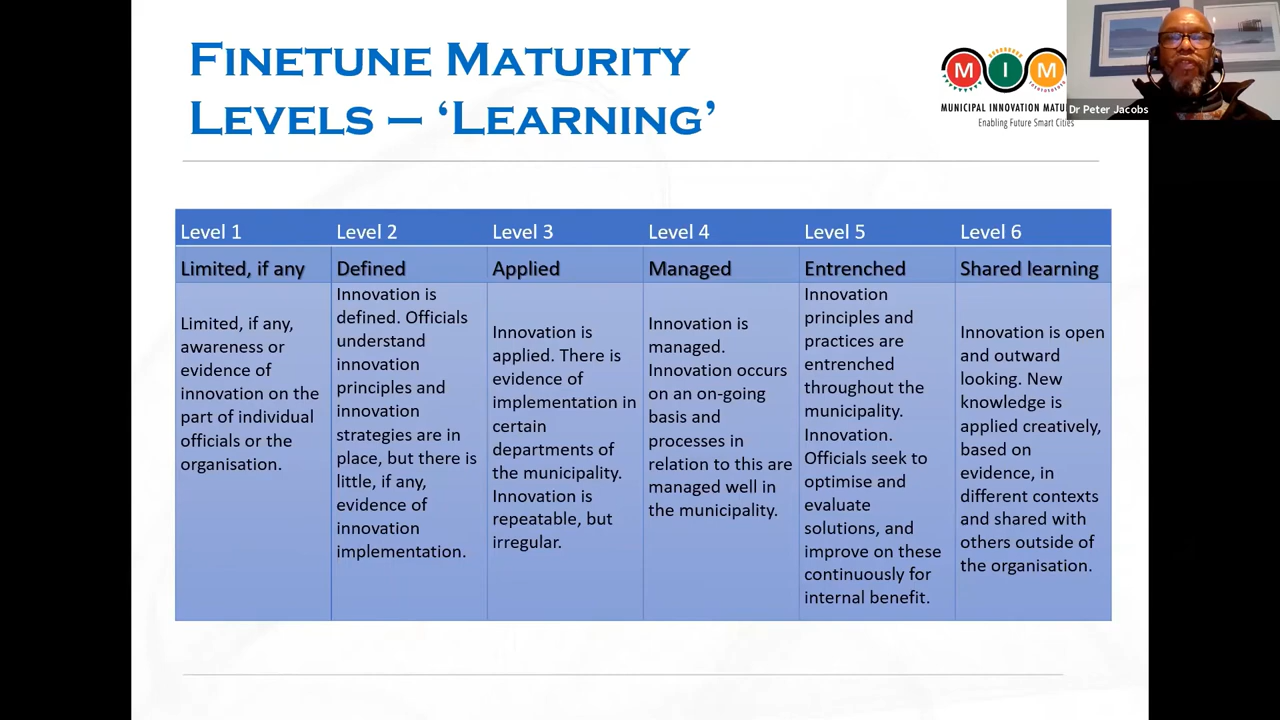 FINETUNE MATURITY
LEVELS – ‘LEARNING’
MIM
MUNICIPAL INNOVATION
Enabling Future Smart Cities
Dr Peter Jacobs
Level 1
Level 2
Level 3
Level 4
Level 5
Level 6
Limited, if any
Defined
Applied
Managed
Entrenched
Shared learning
Limited, if any,
awareness or
evidence of
innovation on the
part of individual
officials or the
organisation.
Innovation is
defined. Officials
understand
innovation
principles and
innovation
strategies are in
place, but there is
little, if any,
evidence of
innovation
implementation.
Innovation is
applied. There is
evidence of
implementation in
certain
departments of
the municipality.
Innovation is
repeatable, but
irregular.
Innovation is
managed.
Innovation occurs
on an on-going
basis and
processes in
relation to this are
managed well in
the municipality.
Innovation
principles and
practices are
entrenched
throughout the
municipality.
Innovation.
Officials seek to
optimise and
evaluate
solutions, and
improve on these
continuously for
internal benefit.
Innovation is open
and outward
looking. New
knowledge is
applied creatively,
based on
evidence, in
different contexts
and shared with
others outside of
the organisation.